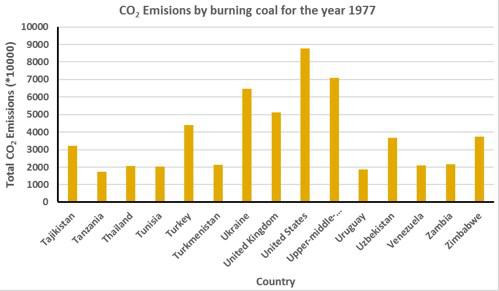 CO₂ Emisions by burning coal for the year 1977
Total CO₂ Emissions (*10000)
10000
9000
8000
7000
6000
5000
4000
3000
2000
1000
0
Tajikistan
Tanzania
Thailand
Tunisia
Turkey
Turkmenistan
Ukraine
United Kingdom
United States
Upper-middle-…
Uruguay
Uzbekistan
Venezuela
Zambia
Zimbabwe
Country